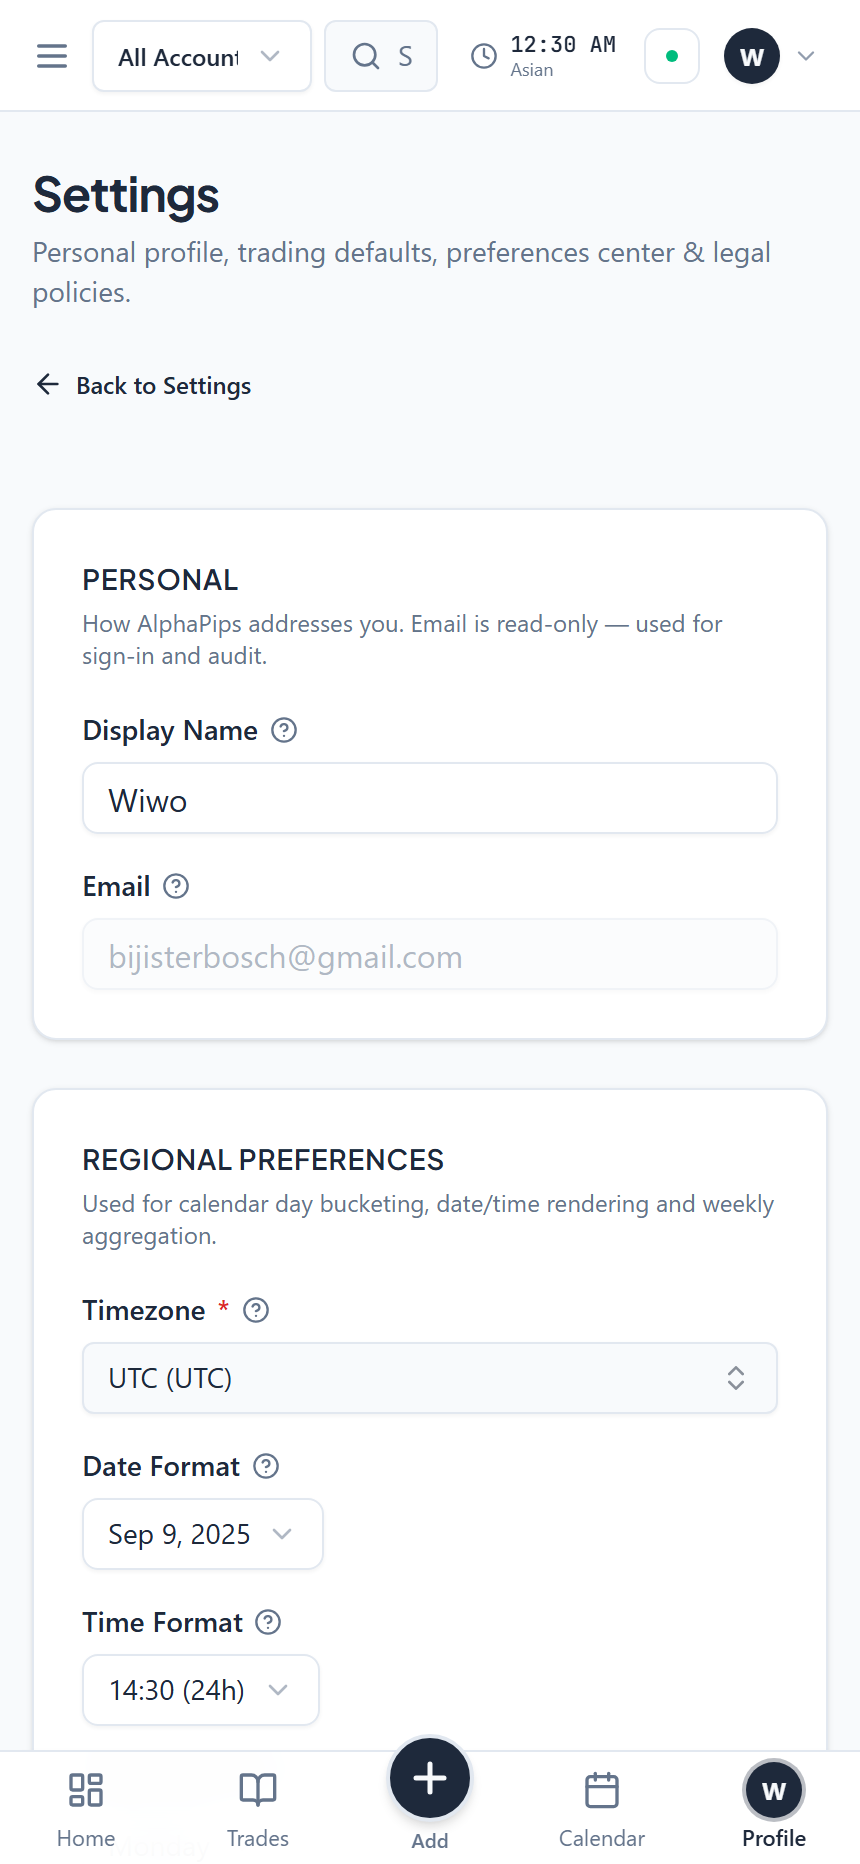 All Account
S
12:30 AM
Asian
W
Settings
Personal profile, trading defaults, preferences center & legal
policies.
Back to Settings
PERSONAL
How AlphaPips addresses you. Email is read-only — used for
sign-in and audit.
Display Name
Wiwo
Email
bijisterbosch@gmail.com
REGIONAL PREFERENCES
Used for calendar day bucketing, date/time rendering and weekly
aggregation.
Timezone *
UTC (UTC)
Date Format
Sep 9, 2025
Time Format
14:30 (24h)
Monday
Home
Trades
Add
Calendar
W
Profile